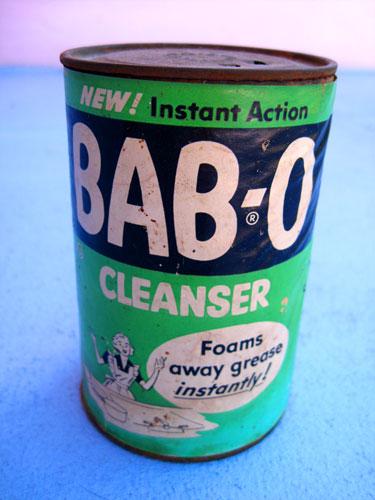 NEW! Instant Action
BAB-O®
CLEANSER
Foams
away grease
instantly!